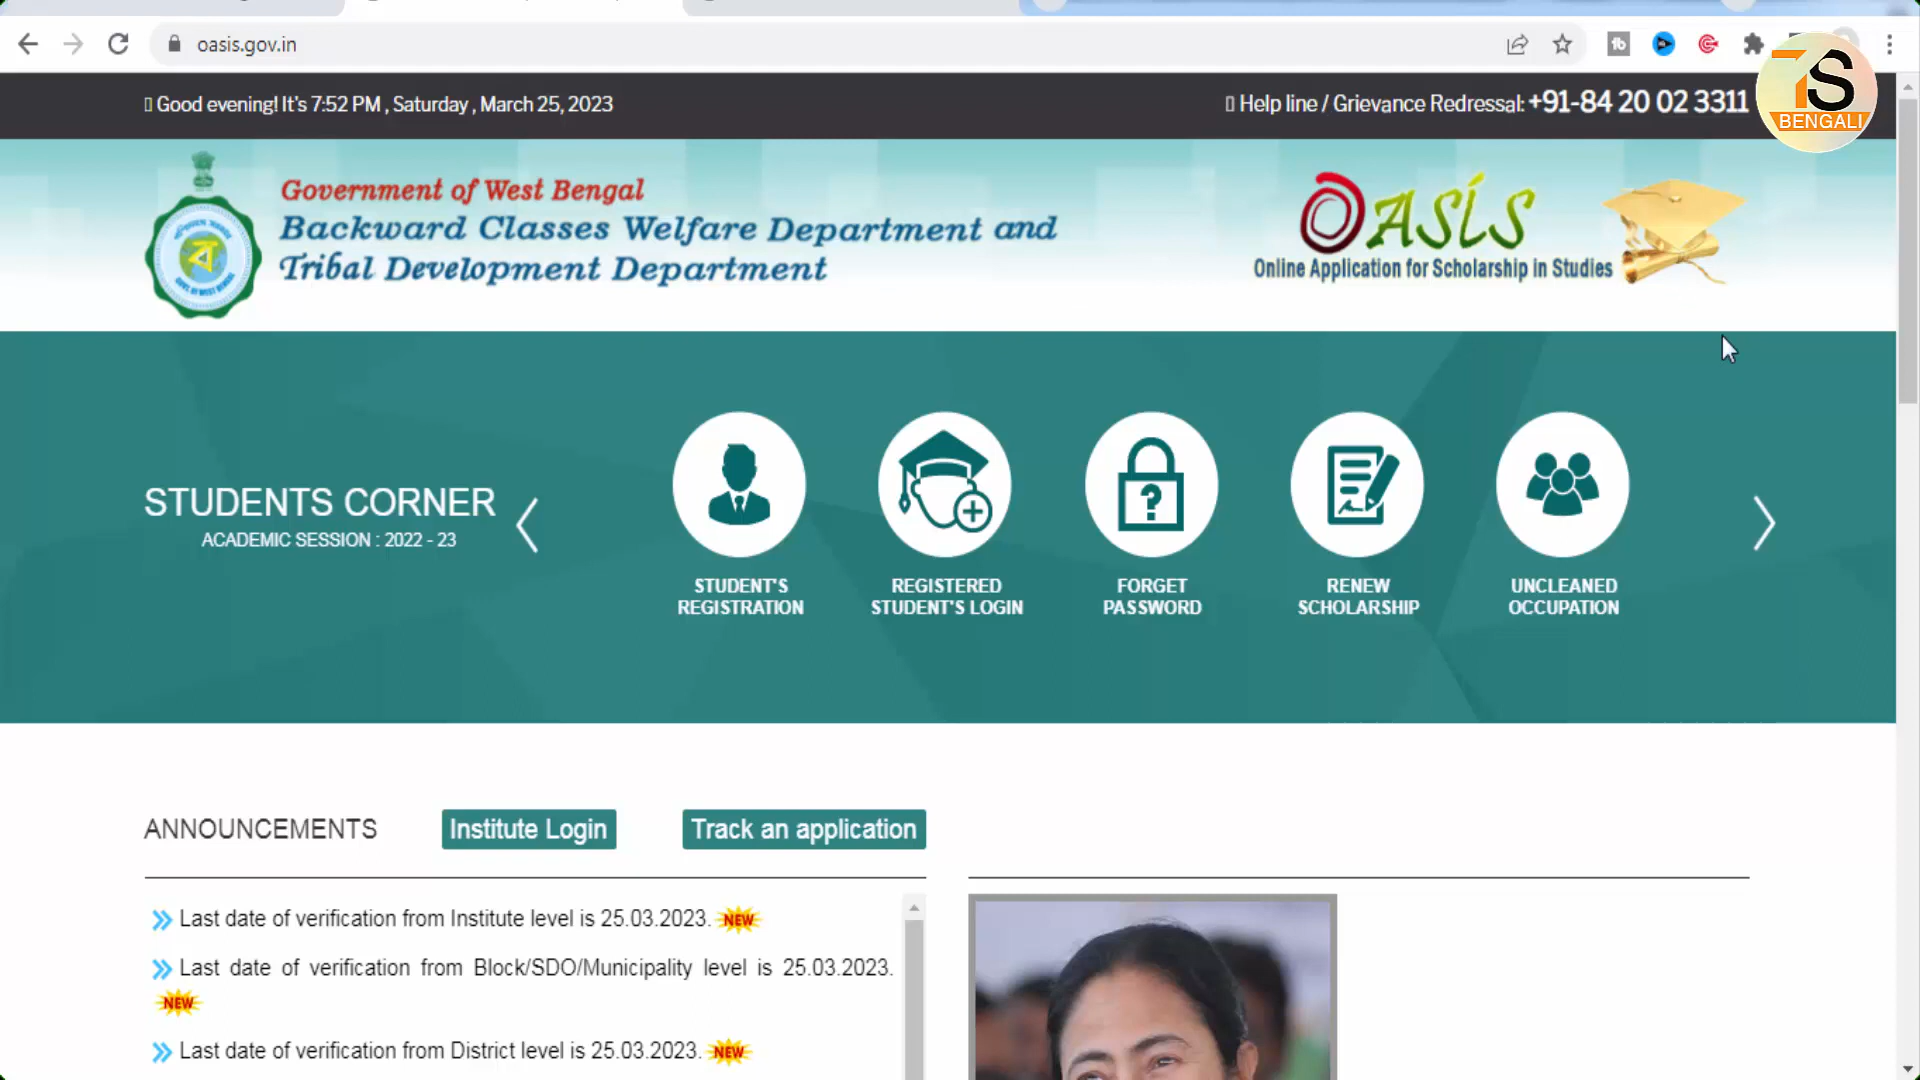 oasis.gov.in
Good evening! It's 7:52 PM , Saturday , March 25, 2023
Help line / Grievance Redressal: +91-84 20 02 3311
TS
BENGALI
Government of West Bengal
Backward Classes Welfare Department and
Tribal Development Department
OASIS
Online Application for Scholarship in Studies
STUDENTS CORNER
ACADEMIC SESSION : 2022 - 23
STUDENT'S
REGISTRATION
REGISTERED
STUDENT'S LOGIN
FORGET
PASSWORD
RENEW
SCHOLARSHIP
UNCLEANED
OCCUPATION
ANNOUNCEMENTS
Institute Login
Track an application
Last date of verification from Institute level is 25.03.2023. NEW
Last date of verification from Block/SDO/Municipality level is 25.03.2023.
NEW
Last date of verification from District level is 25.03.2023. NEW